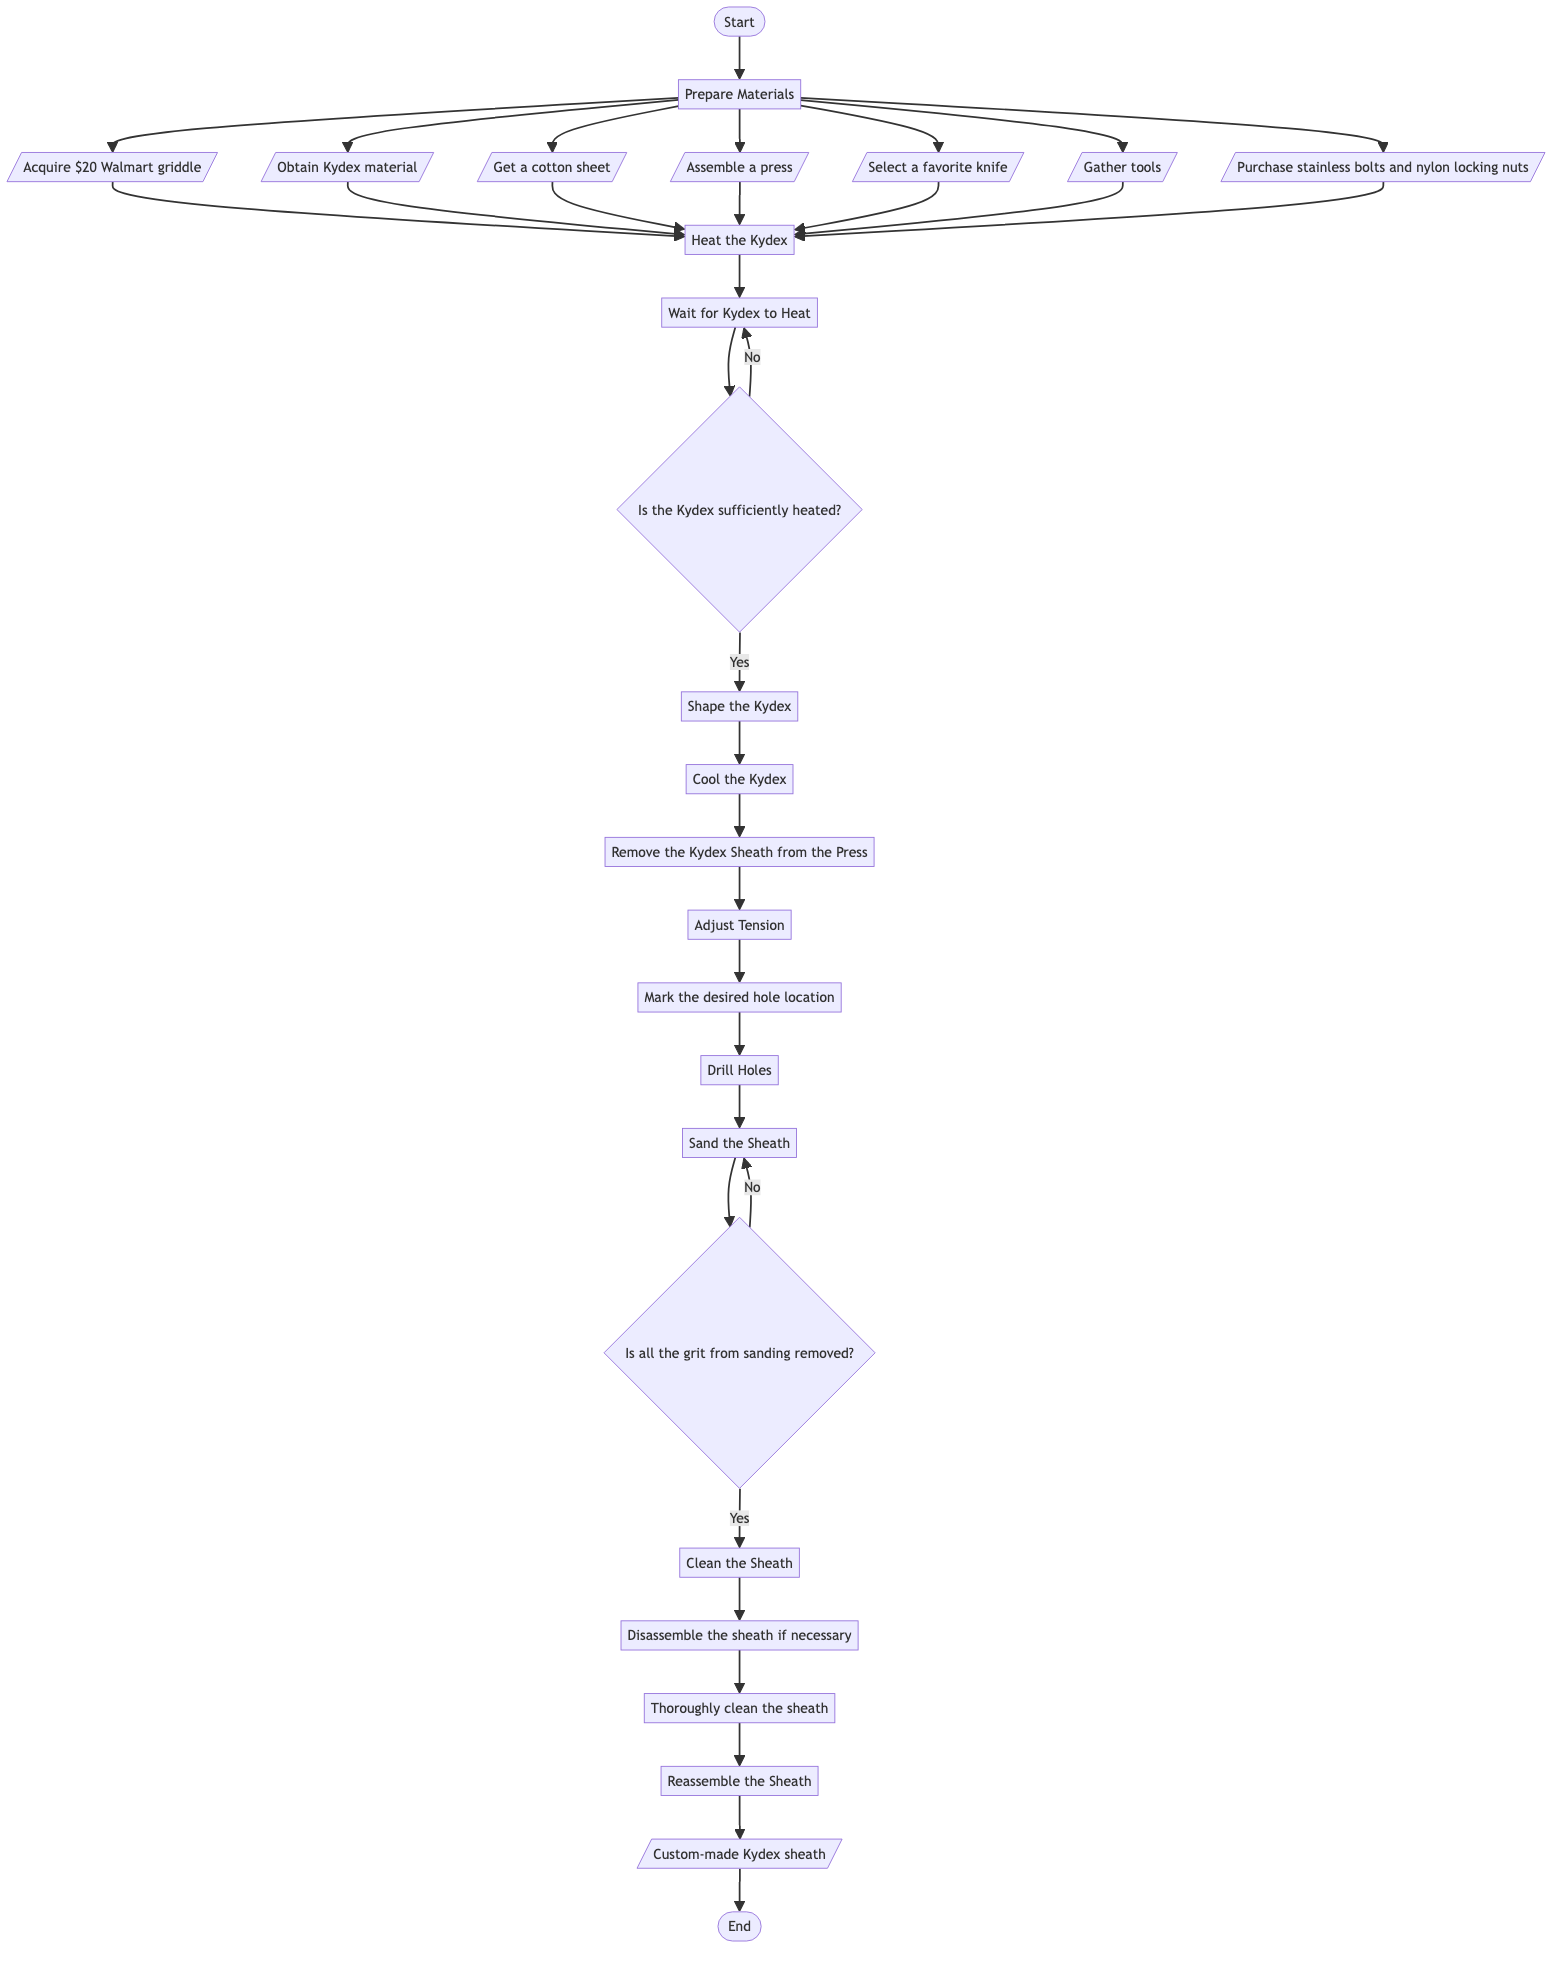 Start
Prepare Materials
Acquire $20 Walmart griddle
Obtain Kydex material
Get a cotton sheet
Assemble a press
Select a favorite knife
Gather tools
Purchase stainless bolts and nylon locking nuts
Heat the Kydex
Wait for Kydex to Heat
No
Is the Kydex sufficiently heated?
Yes
Shape the Kydex
Cool the Kydex
Remove the Kydex Sheath from the Press
Adjust Tension
Mark the desired hole location
Drill Holes
Sand the Sheath
No
Is all the grit from sanding removed?
Yes
Clean the Sheath
Disassemble the sheath if necessary
Thoroughly clean the sheath
Reassemble the Sheath
Custom-made Kydex sheath
End